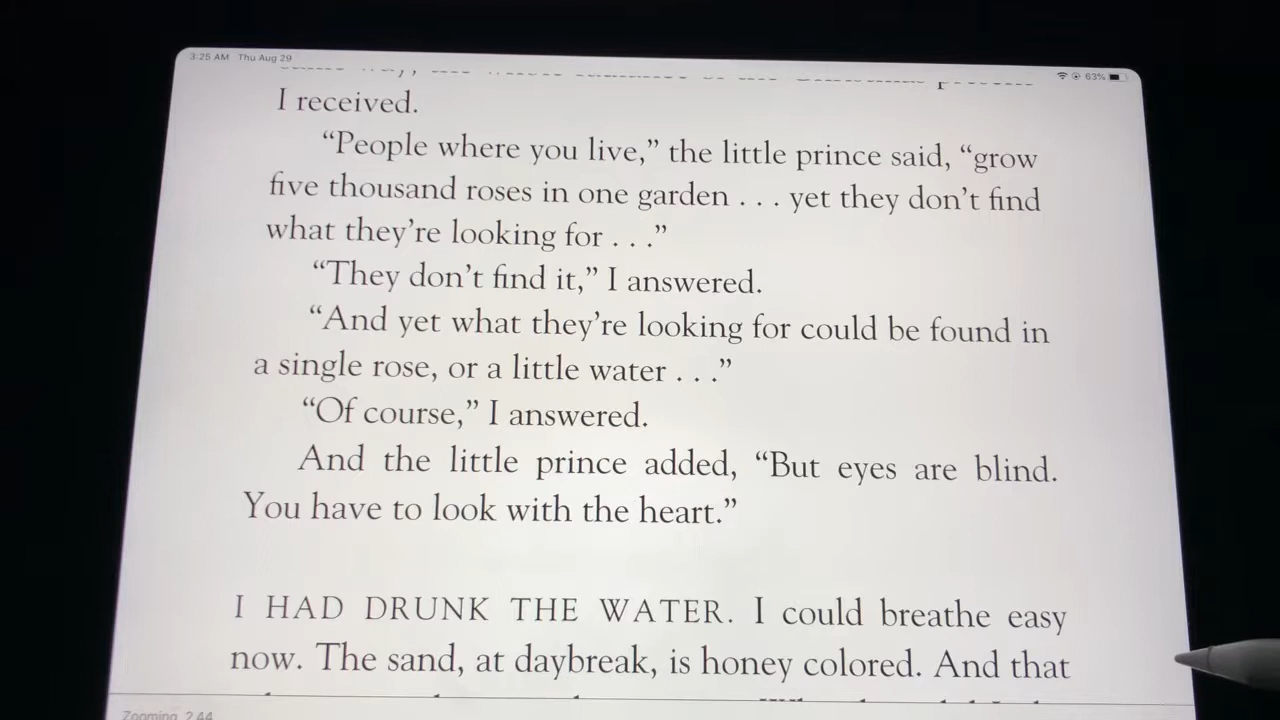 3:25 AM Thu Aug 29
63%
I received.
“People where you live,” the little prince said, “grow
five thousand roses in one garden . . . yet they don’t find
what they’re looking for . . .”
“They don’t find it,” I answered.
“And yet what they’re looking for could be found in
a single rose, or a little water . . .”
“Of course,” I answered.
And the little prince added, “But eyes are blind.
You have to look with the heart.”
I HAD DRUNK THE WATER. I could breathe easy
now. The sand, at daybreak, is honey colored. And that
Zooming 2.44